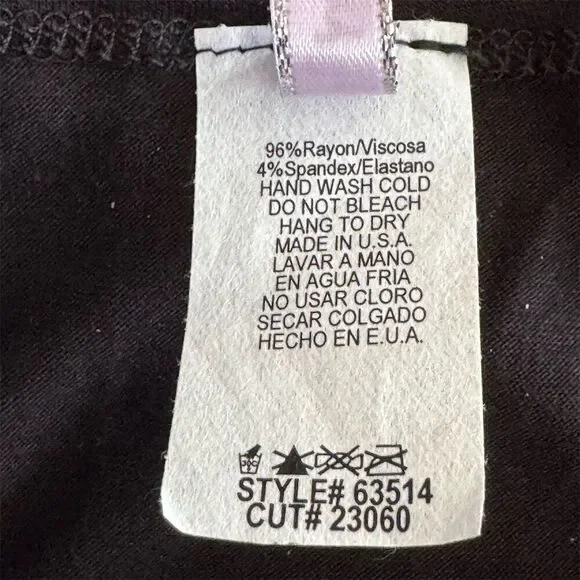 96%Rayon/Viscosa
4%Spandex/Elastano
HAND WASH COLD
DO NOT BLEACH
HANG TO DRY
MADE IN U.S.A.
LAVAR A MANO
EN AGUA FRIA
NO USAR CLORO
SECAR COLGADO
HECHO EN E.U.A.
STYLE# 63514
CUT# 23060